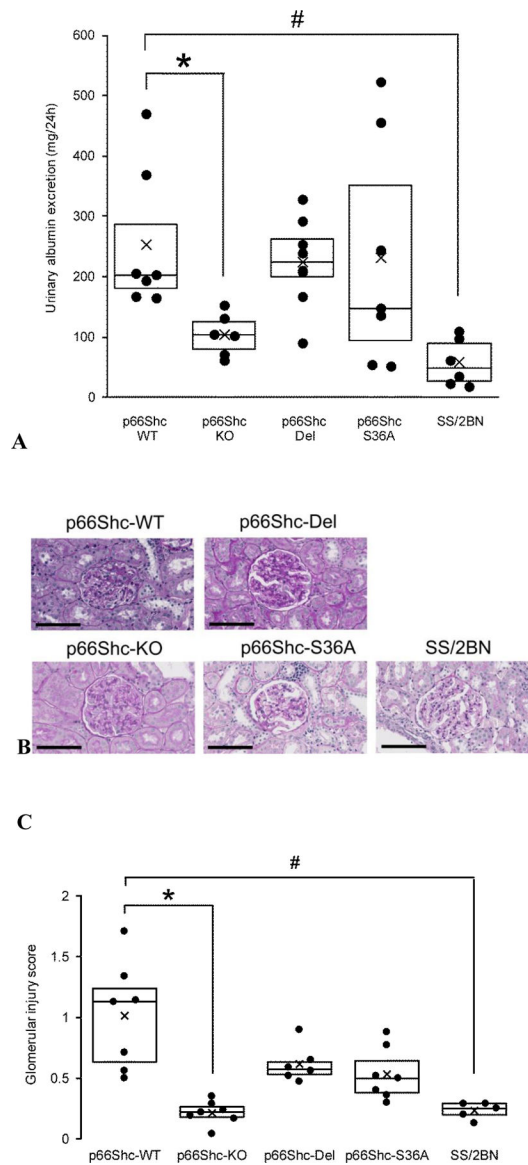 #
600
*
500
400
300
200
100
0
Urinary albumin excretion (mg/24h)
p66Shc p66Shc p66Shc p66Shc SS/2BN
WT KO Del S36A
A
p66Shc-WT p66Shc-Del
p66Shc-KO p66Shc-S36A SS/2BN
B
C
#
2
*
1.5
1
0.5
0
Glomerular injury score
p66Shc-WT p66Shc-KO p66Shc-Del p66Shc-S36A SS/2BN